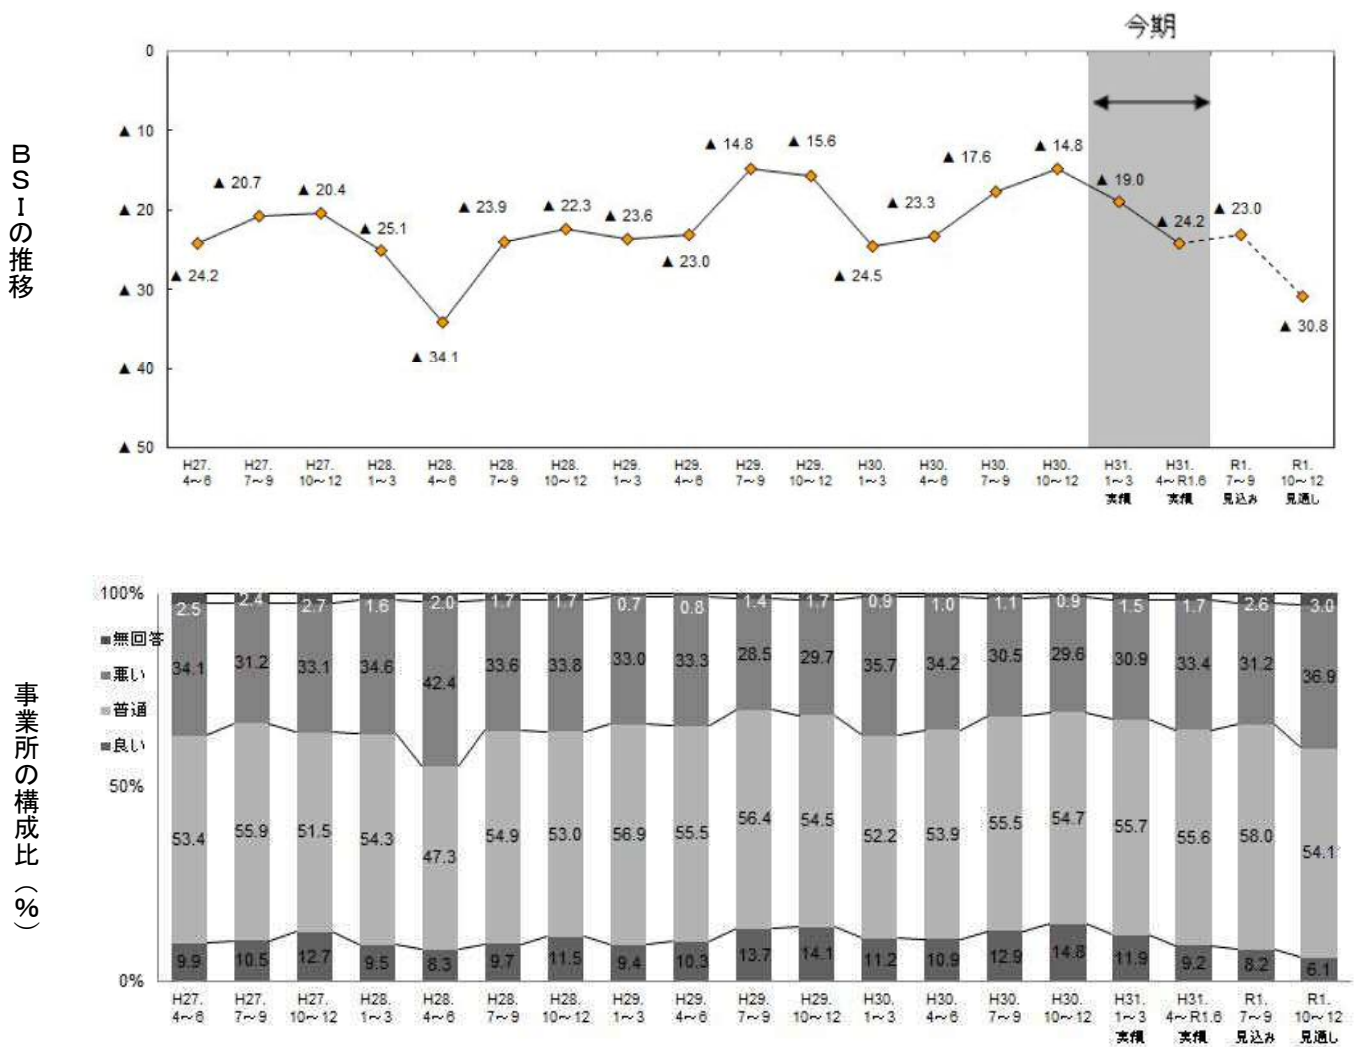 今期
BSIの推移
0
▲ 10
▲ 20
▲ 30
▲ 40
▲ 50
▲ 24.2
▲ 20.7
▲ 20.4
▲ 25.1
▲ 34.1
▲ 23.9
▲ 22.3
▲ 23.6
▲ 23.0
▲ 14.8
▲ 15.6
▲ 24.5
▲ 23.3
▲ 17.6
▲ 14.8
▲ 19.0
▲ 24.2
▲ 23.0
▲ 30.8
H27. H27. H27. H28. H28. H28. H28. H29. H29. H29. H29. H30. H30. H30. H30. H31. H31. R1. R1.
4～6 7～9 10～12 1～3 4～6 7～9 10～12 1～3 4～6 7～9 10～12 1～3 4～6 7～9 10～12 1～3 4～R1.6 7～9 10～12
実積 実積 見込み 見通し
事業所の構成比（%）
100%
50%
0%
■無回答
■悪い
■普通
■良い
2.5 2.4 2.7 1.6 2.0 1.7 1.7 0.7 0.8 1.4 1.7 0.9 1.0 1.1 0.9 1.5 1.7 2.6 3.0
34.1 31.2 33.1 34.6 42.4 33.6 33.8 33.0 33.3 28.5 29.7 35.7 34.2 30.5 29.6 30.9 33.4 31.2 36.9
53.4 55.9 51.5 54.3 47.3 54.9 53.0 56.9 55.5 56.4 54.5 52.2 53.9 55.5 54.7 55.7 55.6 58.0 54.1
9.9 10.5 12.7 9.5 8.3 9.7 11.5 9.4 10.3 13.7 14.1 11.2 10.9 12.9 14.8 11.9 9.2 8.2 6.1
H27. H27. H27. H28. H28. H28. H28. H29. H29. H29. H29. H30. H30. H30. H30. H31. H31. R1. R1.
4～6 7～9 10～12 1～3 4～6 7～9 10～12 1～3 4～6 7～9 10～12 1～3 4～6 7～9 10～12 1～3 4～R1.6 7～9 10～12
実積 実積 見込み 見通し